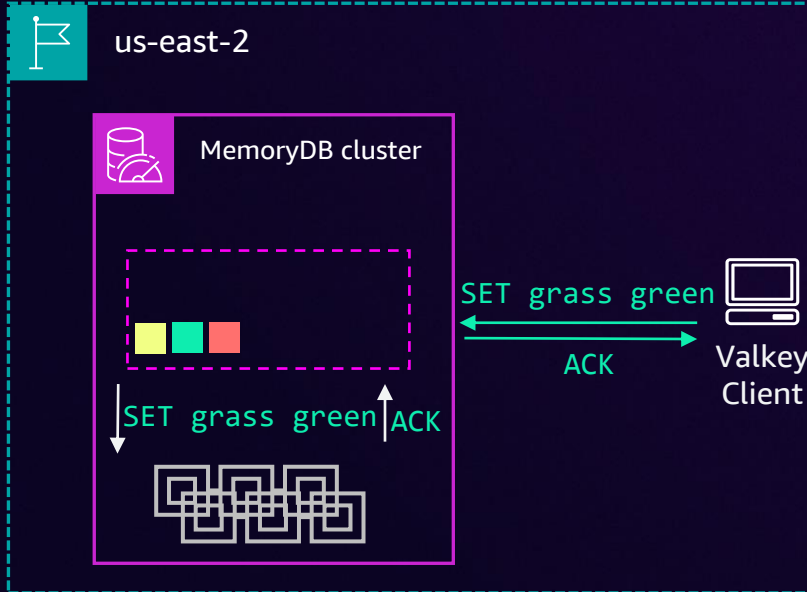 us-east-2
MemoryDB cluster
SET grass green
ACK
Valkey
Client
SET grass green
ACK